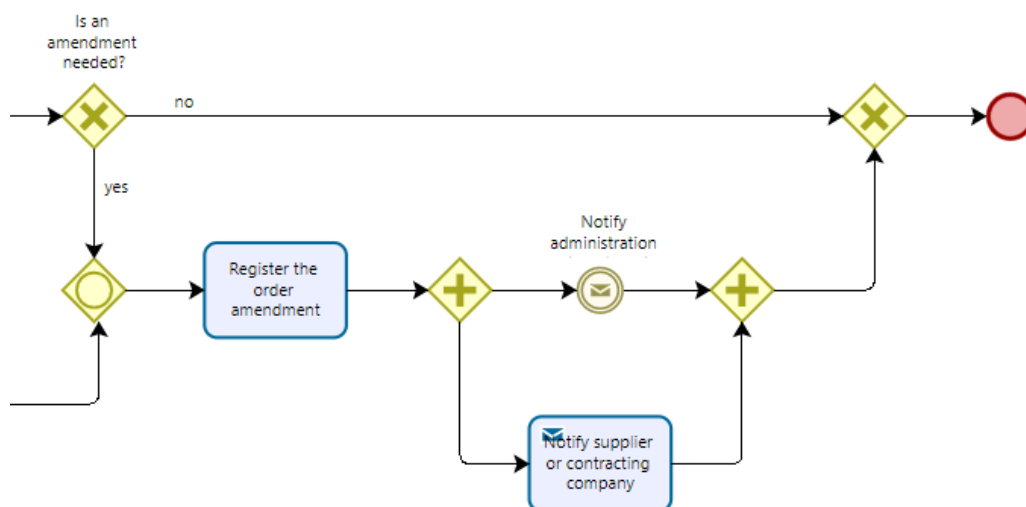 Is an
amendment
needed?
no
yes
Notify
administration
Register the
order
amendment
Notify supplier
or contracting
company